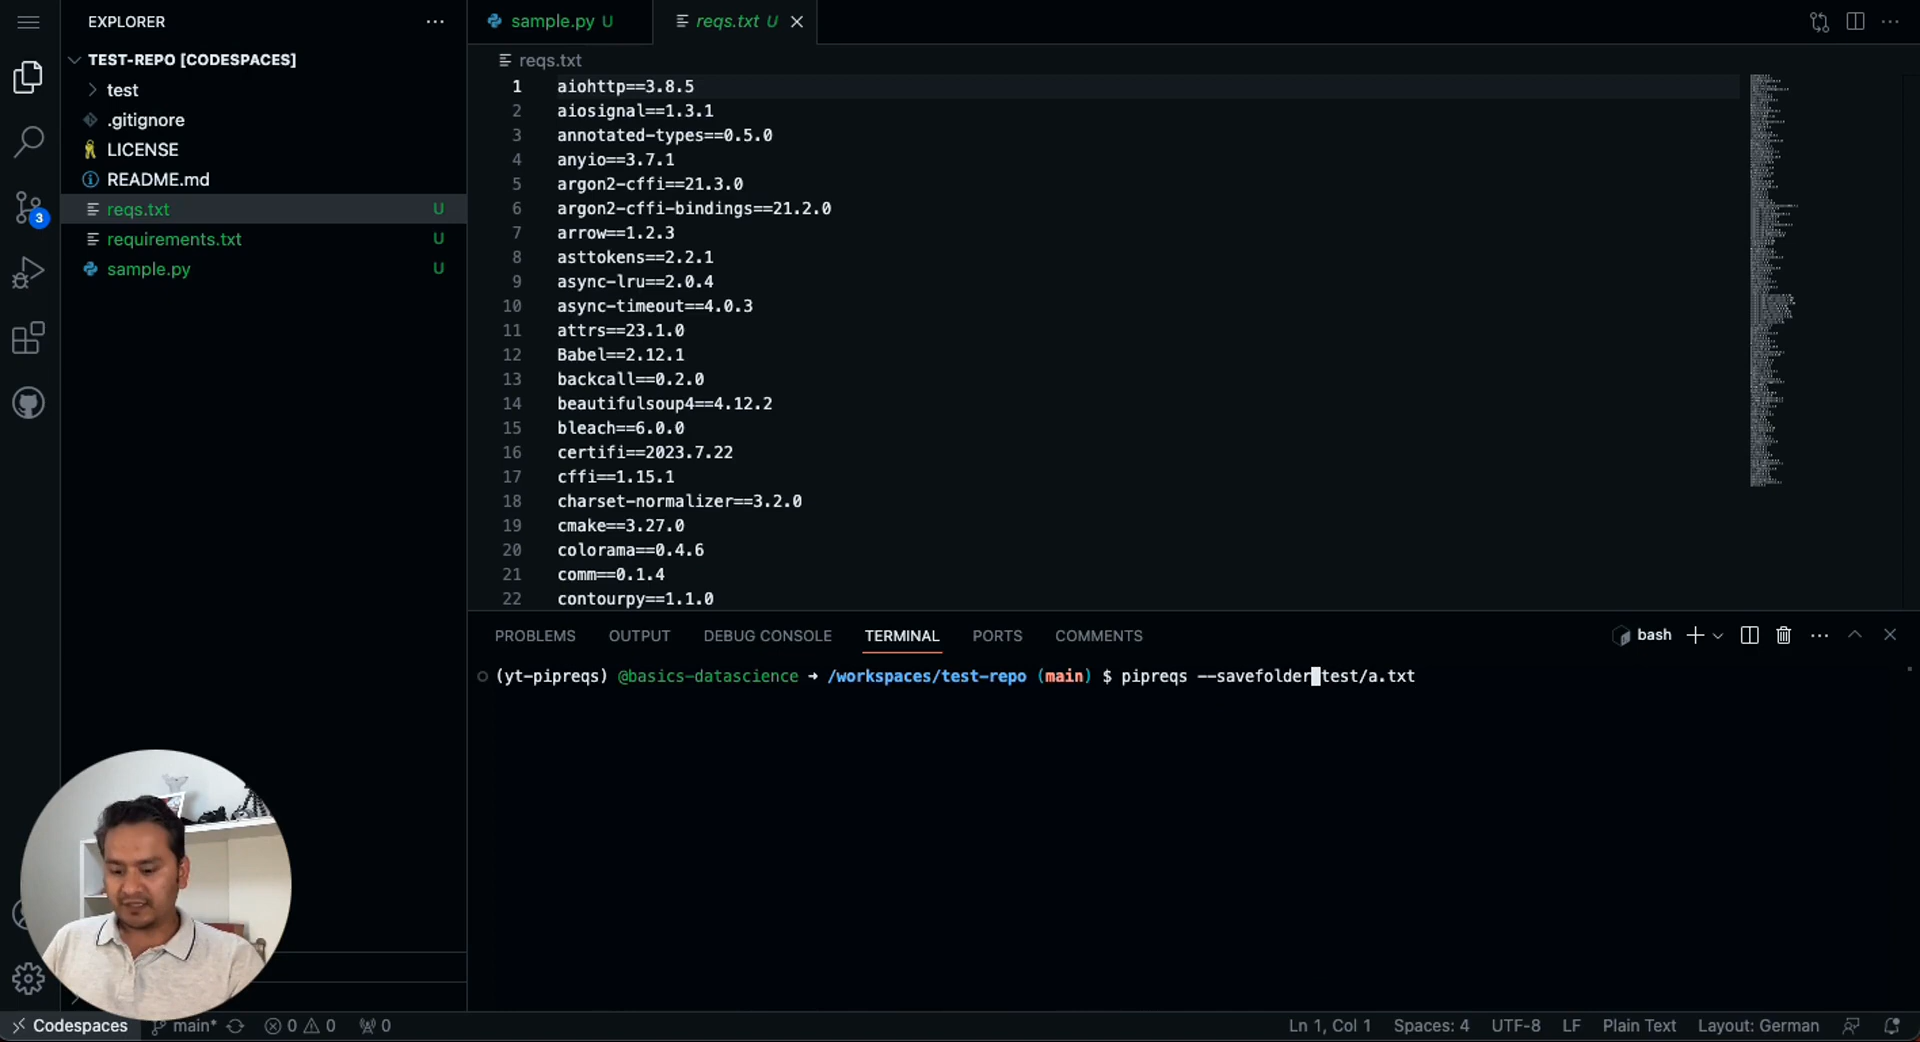 EXPLORER
TEST-REPO [CODESPACES]
test
.gitignore
LICENSE
README.md
reqs.txt U
requirements.txt U
sample.py U
3
sample.py U
reqs.txt U
reqs.txt
1 aiohttp==3.8.5
2 aiosignal==1.3.1
3 annotated-types==0.5.0
4 anyio==3.7.1
5 argon2-cffi==21.3.0
6 argon2-cffi-bindings==21.2.0
7 arrow==1.2.3
8 asttokens==2.2.1
9 async-lru==2.0.4
10 async-timeout==4.0.3
11 attrs==23.1.0
12 Babel==2.12.1
13 backcall==0.2.0
14 beautifulsoup4==4.12.2
15 bleach==6.0.0
16 certifi==2023.7.22
17 cffi==1.15.1
18 charset-normalizer==3.2.0
19 cmake==3.27.0
20 colorama==0.4.6
21 comm==0.1.4
22 contourpy==1.1.0
PROBLEMS OUTPUT DEBUG CONSOLE TERMINAL PORTS COMMENTS bash
(yt-pipreqs) @basics-datascience → /workspaces/test-repo (main) $ pipreqs --savefolder test/a.txt
Codespaces main* 0 0 0 Ln 1, Col 1 Spaces: 4 UTF-8 LF Plain Text Layout: German